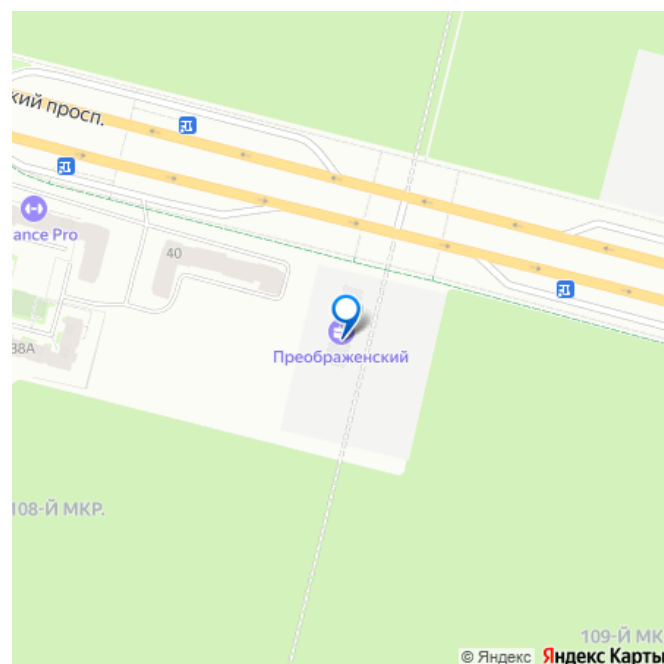 кий просп.
ance Pro
40
38А
Преображенский
108-Й МКР.
109-Й МК
© Яндекс Яндекс Карты